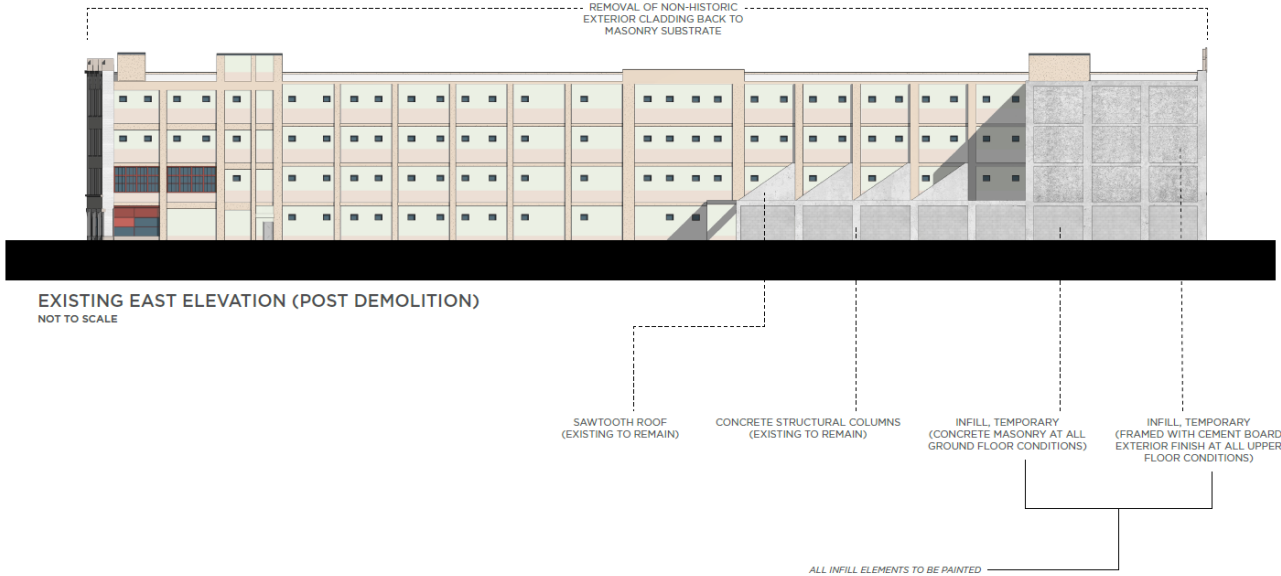 REMOVAL OF NON-HISTORIC
EXTERIOR CLADDING BACK TO
MASONRY SUBSTRATE
EXISTING EAST ELEVATION (POST DEMOLITION)
NOT TO SCALE
SAWTOOTH ROOF
(EXISTING TO REMAIN)
CONCRETE STRUCTURAL COLUMNS
(EXISTING TO REMAIN)
INFILL, TEMPORARY
(CONCRETE MASONRY AT ALL
GROUND FLOOR CONDITIONS)
INFILL, TEMPORARY
(FRAMED WITH CEMENT BOARD
EXTERIOR FINISH AT ALL UPPER
FLOOR CONDITIONS)
ALL INFILL ELEMENTS TO BE PAINTED